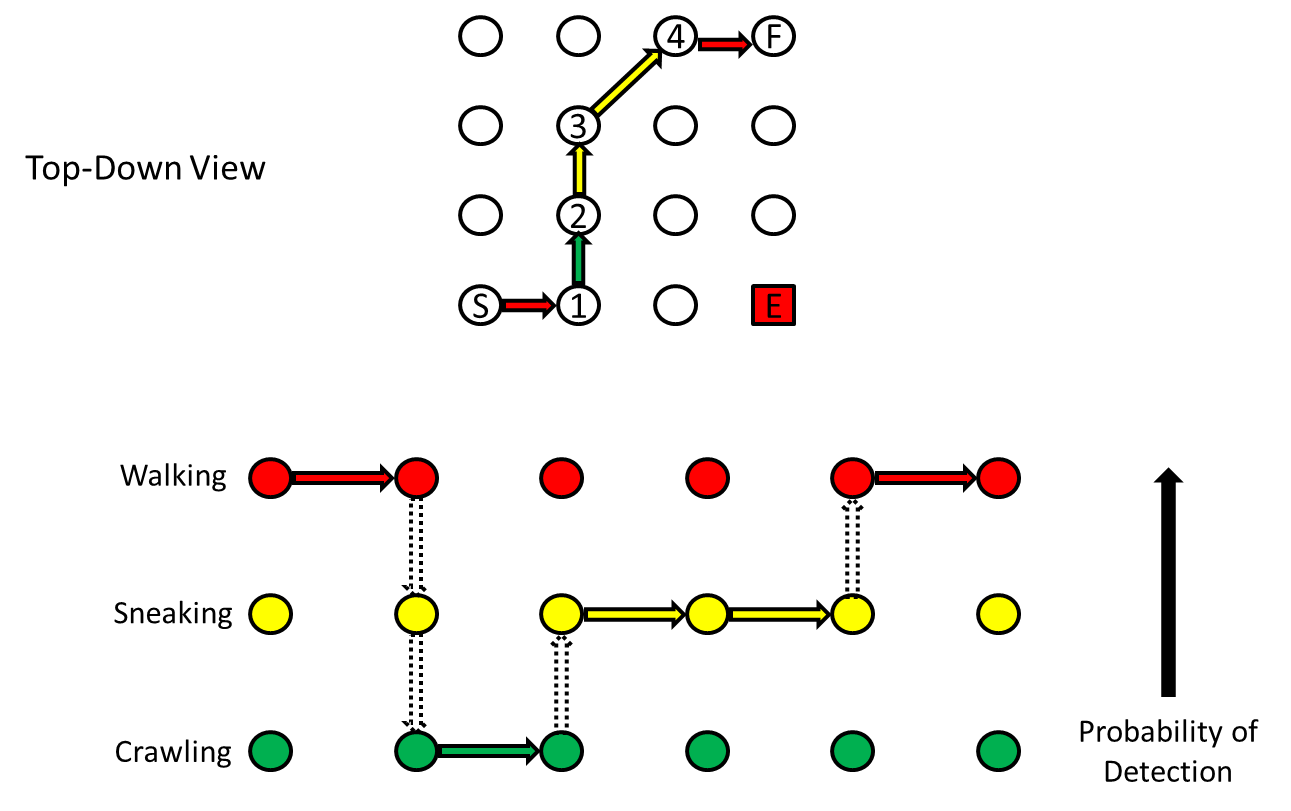 4 F
3
Top-Down View
2
S 1 E
Walking
Sneaking
Crawling
Probability of
Detection